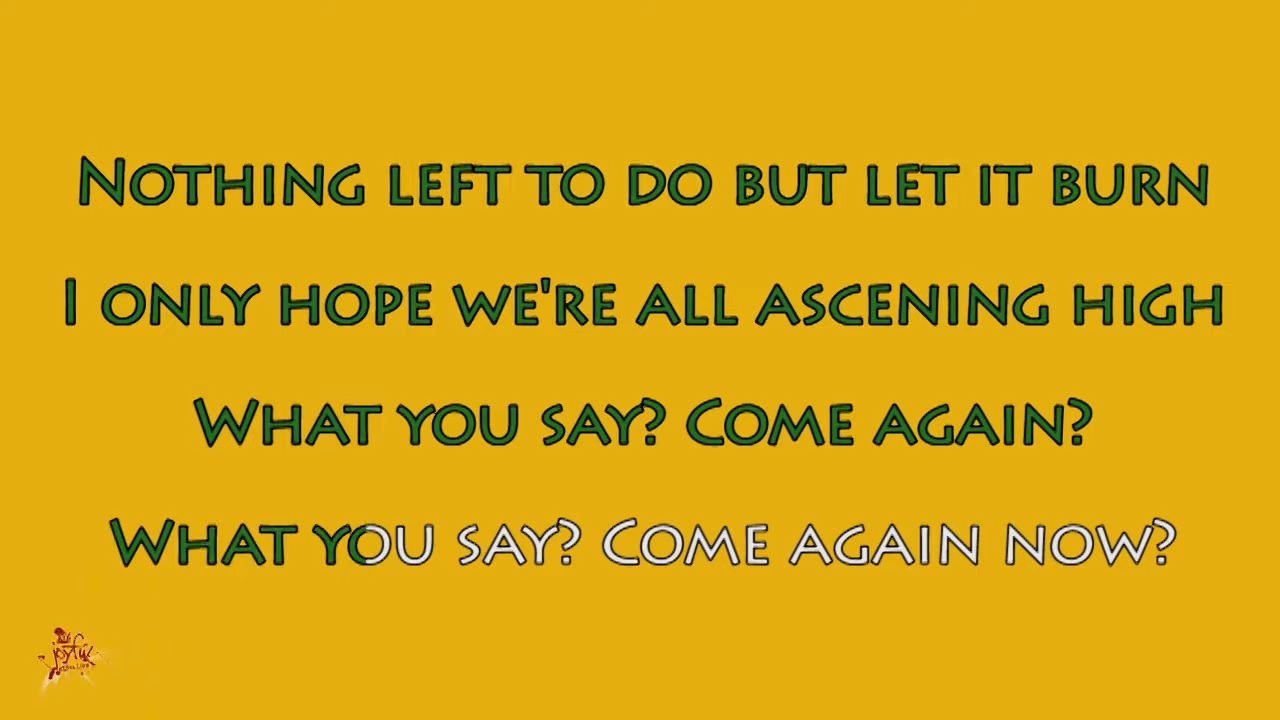 Nothing left to do but let it burn
I only hope we're all ascening high
What you say? Come again?
What you say? Come again now?
joyful